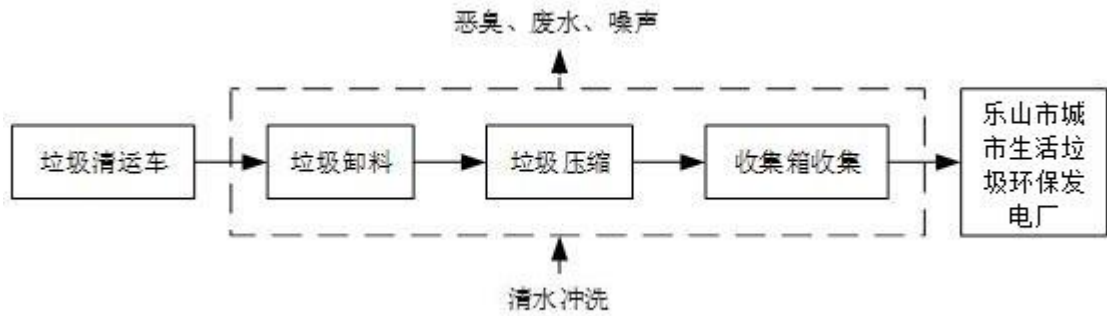 恶臭、废水、噪声
垃圾清运车
垃圾卸料
垃圾压缩
收集箱收集
乐山市城
市生活垃
圾环保发
电厂
清水冲洗